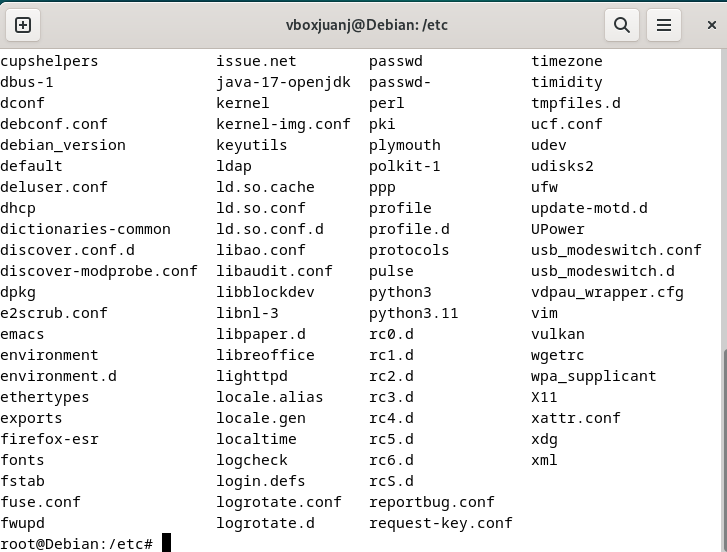 vboxjuanj@Debian: /etc
cupshelpers issue.net passwd timezone
dbus-1 java-17-openjdk passwd- timidity
dconf kernel perl tmpfiles.d
debconf.conf kernel-img.conf pki ucf.conf
debian_version keyutils plymouth udev
default ldap polkit-1 udisks2
deluser.conf ld.so.cache ppp ufw
dhcp ld.so.conf profile update-motd.d
dictionaries-common ld.so.conf.d profile.d UPower
discover.conf.d libao.conf protocols usb_modeswitch.conf
discover-modprobe.conf libaudit.conf pulse usb_modeswitch.d
dpkg libblockdev python3 vdpau_wrapper.cfg
e2scrub.conf libnl-3 python3.11 vim
emacs libpaper.d rc0.d vulkan
environment libreoffice rc1.d wgetrc
environment.d lighttpd rc2.d wpa_supplicant
ethertypes locale.alias rc3.d X11
exports locale.gen rc4.d xattr.conf
firefox-esr localtime rc5.d xdg
fonts logcheck rc6.d xml
fstab login.defs rcS.d
fuse.conf logrotate.conf reportbug.conf
fwupd logrotate.d request-key.conf
root@Debian:/etc#